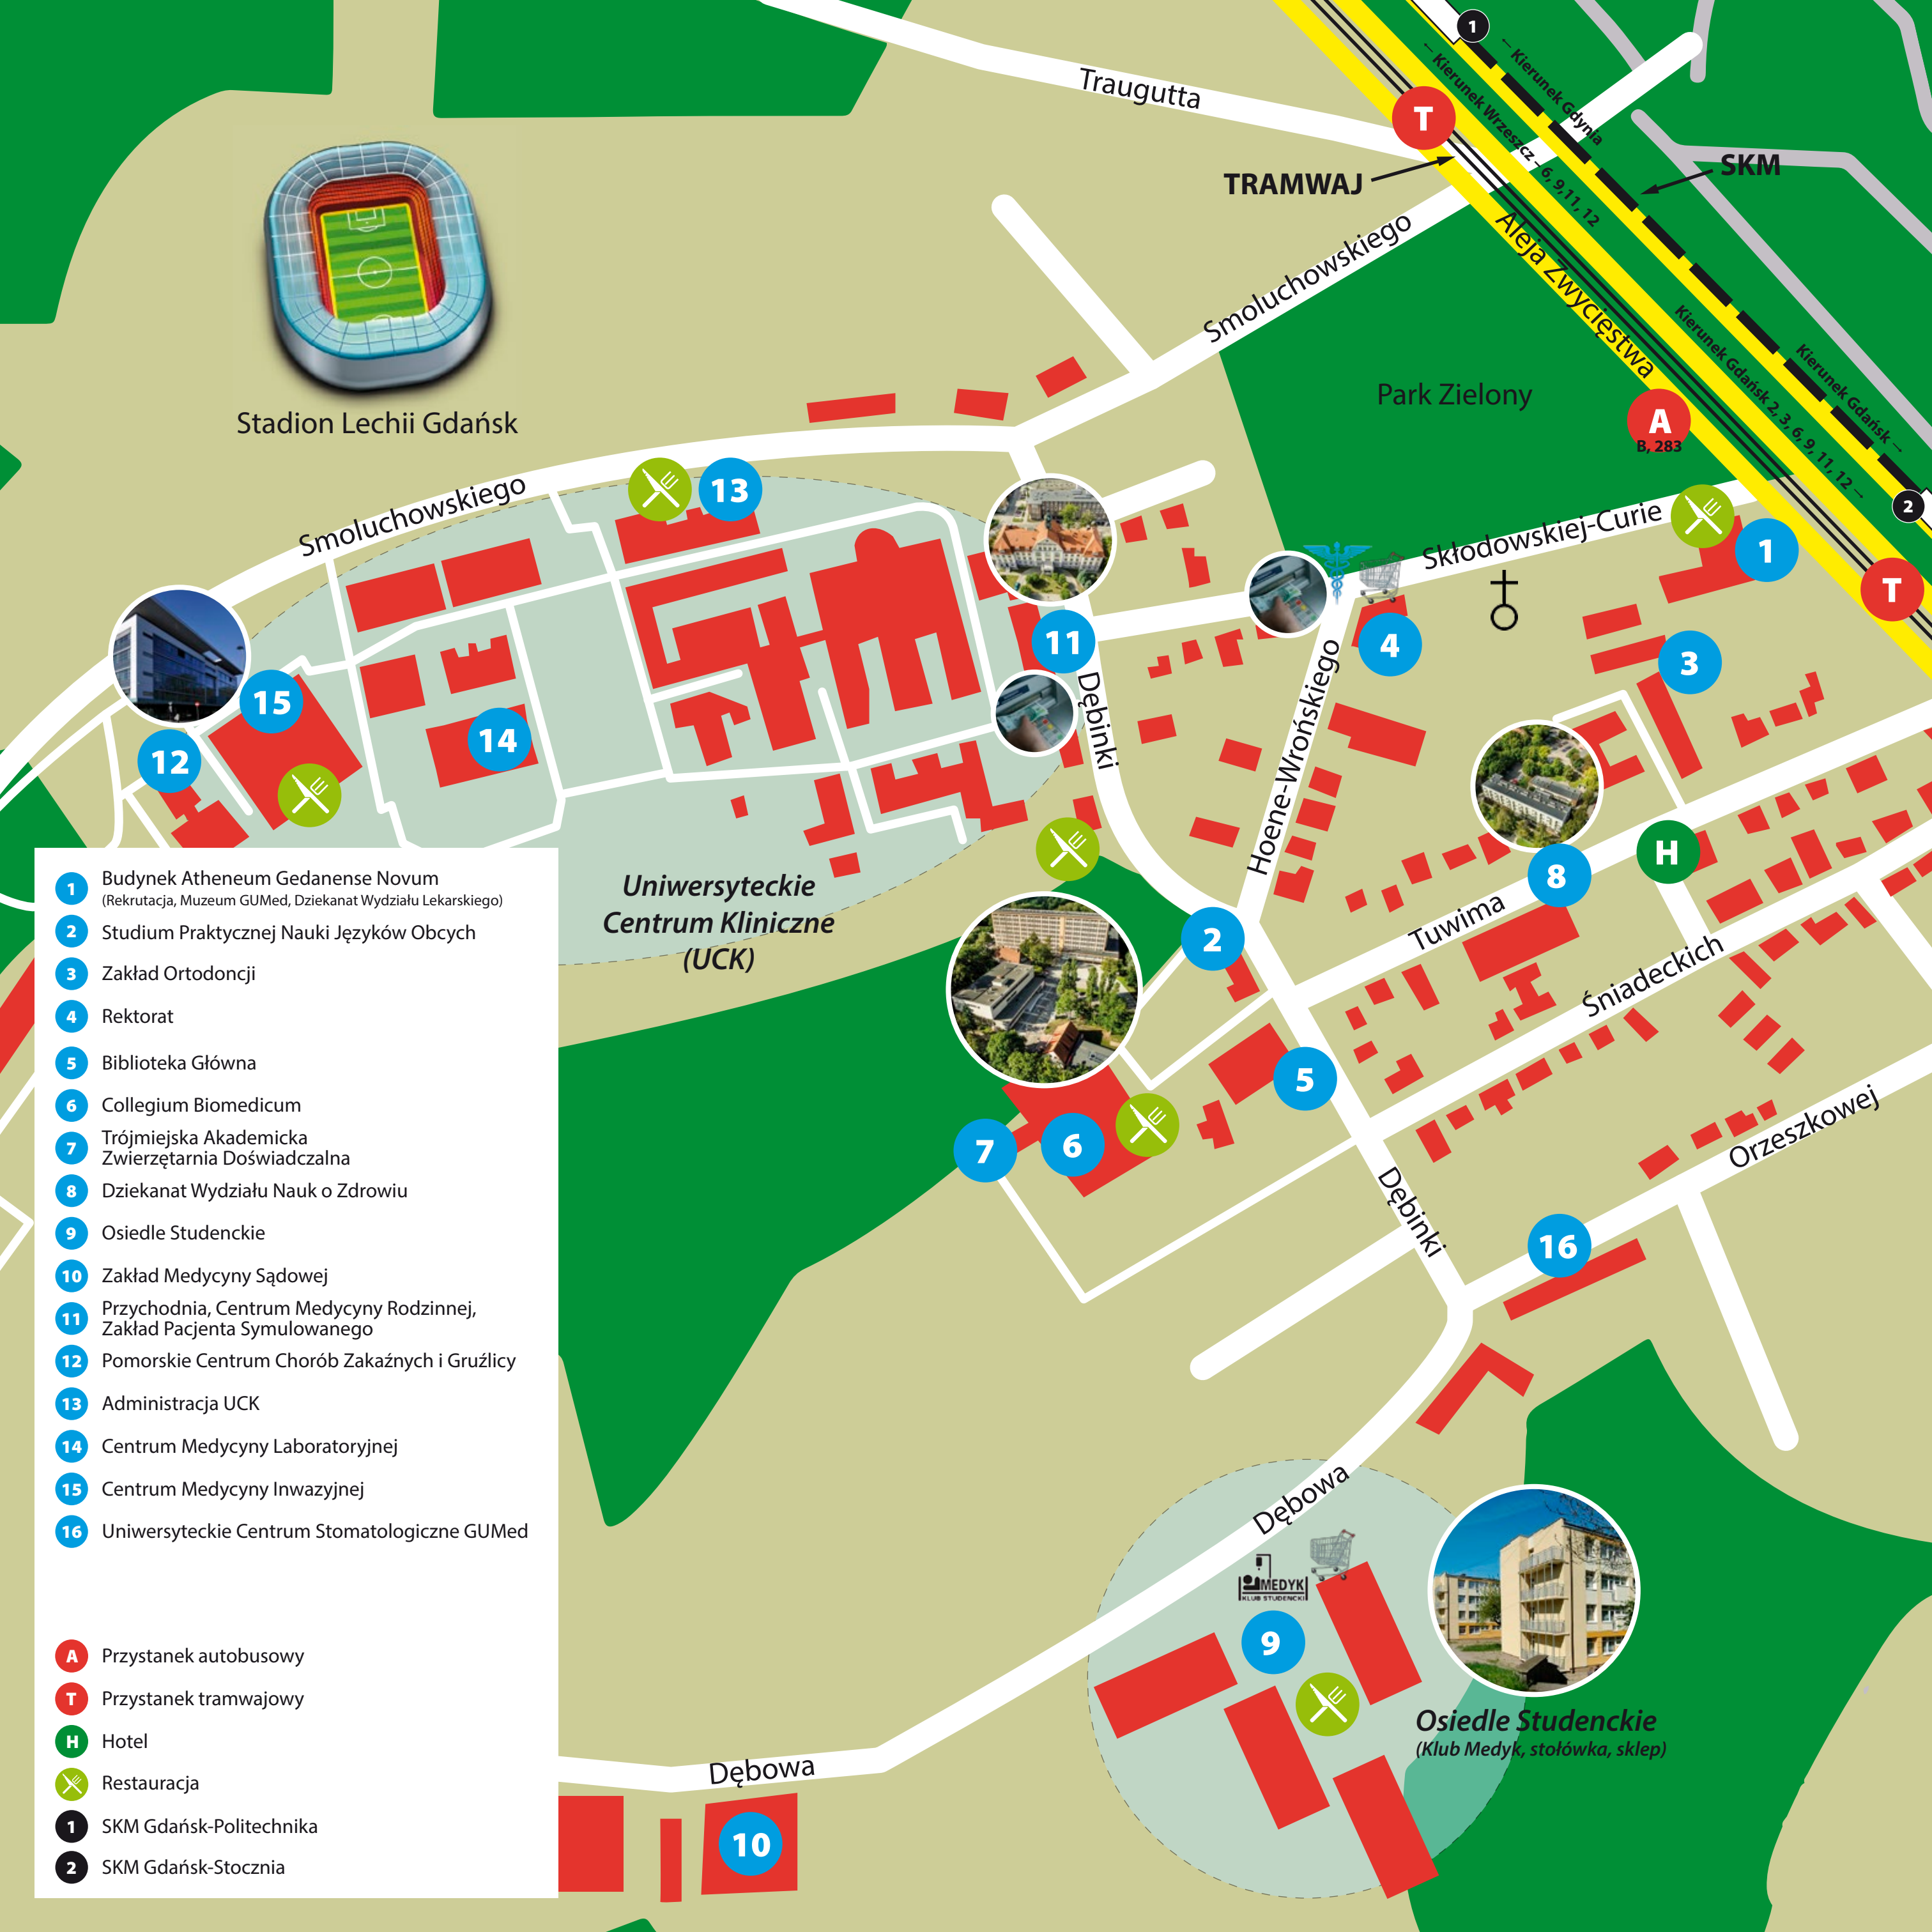 Traugutta
T
TRAMWAJ
1
← Kierunek Gdynia
← Kierunek Wrzeszcz – 6, 9,11, 12
SKM
Smoluchowskiego
Aleja Zwycięstwa
Kierunek Gdańsk 2, 3, 6, 9, 11, 12 →
Kierunek Gdańsk →
Park Zielony
A
B, 283
2
Stadion Lechii Gdańsk
Smoluchowskiego
13
Skłodowskiej-Curie
1
T
11
4
3
15
12
14
Dębinki
Hoene-Wrońskiego
H
8
Uniwersyteckie
Centrum Kliniczne
(UCK)
2
Tuwima
Śniadeckich
5
7
6
Orzeszkowej
Dębinki
16
Dębowa
MEDYK
KLUB STUDENCKI
9
Osiedle Studenckie
(Klub Medyk, stołówka, sklep)
Dębowa
10
1 Budynek Atheneum Gedanense Novum
(Rekrutacja, Muzeum GUMed, Dziekanat Wydziału Lekarskiego)
2 Studium Praktycznej Nauki Języków Obcych
3 Zakład Ortodoncji
4 Rektorat
5 Biblioteka Główna
6 Collegium Biomedicum
7 Trójmiejska Akademicka
Zwierzętarnia Doświadczalna
8 Dziekanat Wydziału Nauk o Zdrowiu
9 Osiedle Studenckie
10 Zakład Medycyny Sądowej
11 Przychodnia, Centrum Medycyny Rodzinnej,
Zakład Pacjenta Symulowanego
12 Pomorskie Centrum Chorób Zakaźnych i Gruźlicy
13 Administracja UCK
14 Centrum Medycyny Laboratoryjnej
15 Centrum Medycyny Inwazyjnej
16 Uniwersyteckie Centrum Stomatologiczne GUMed
A Przystanek autobusowy
T Przystanek tramwajowy
H Hotel
Restauracja
1 SKM Gdańsk-Politechnika
2 SKM Gdańsk-Stocznia